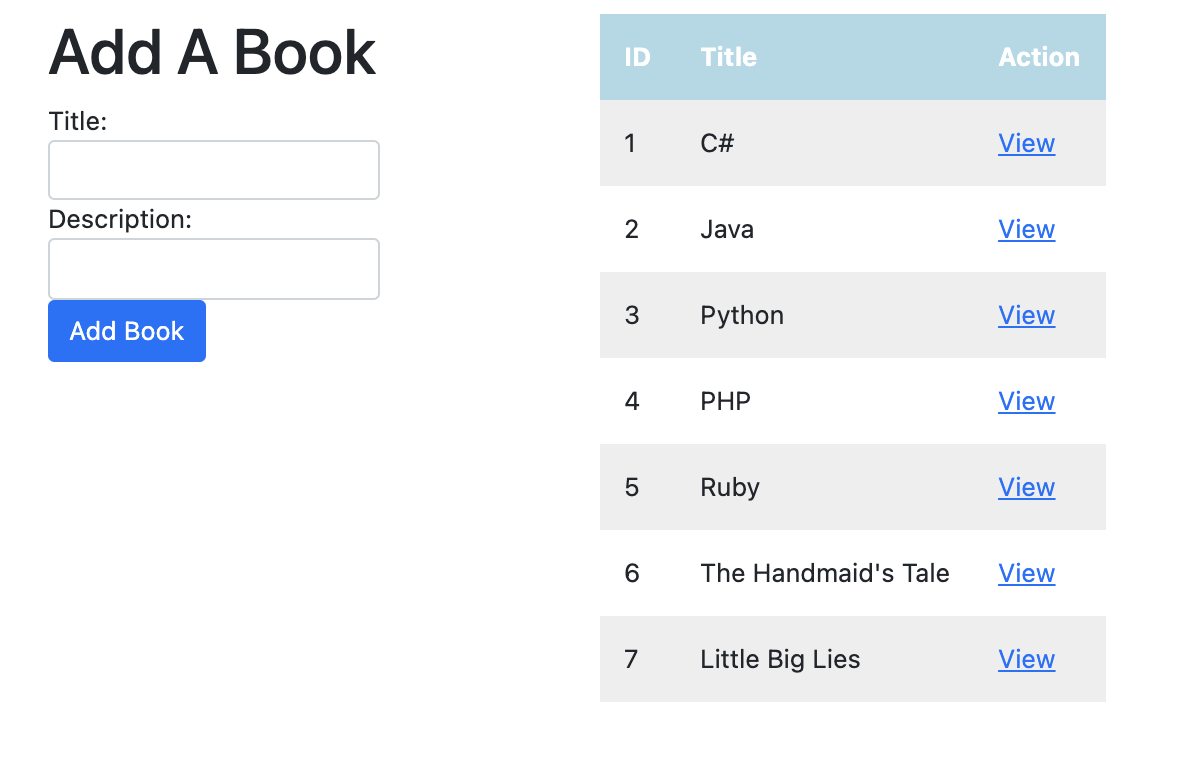 Add A Book
Title:
Description:
Add Book
ID Title Action
1 C# View
2 Java View
3 Python View
4 PHP View
5 Ruby View
6 The Handmaid's Tale View
7 Little Big Lies View